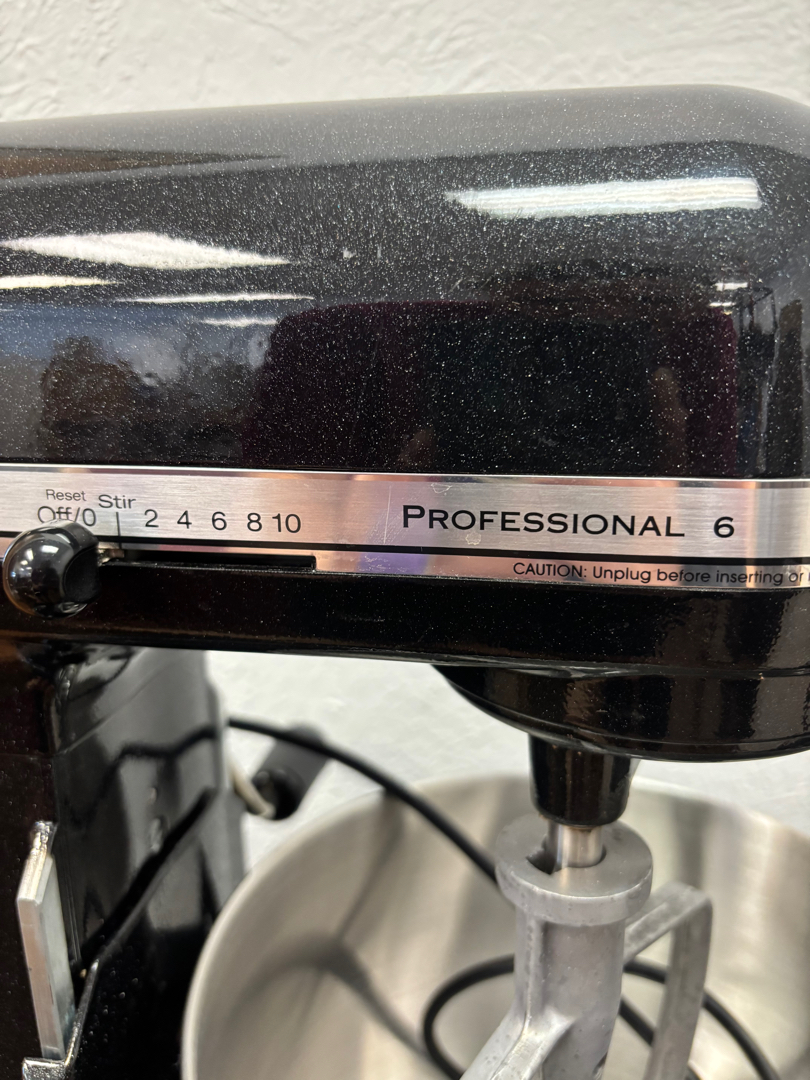 Reset Stir
Off/0 2 4 6 8 10 PROFESSIONAL 6
CAUTION: Unplug before inserting or